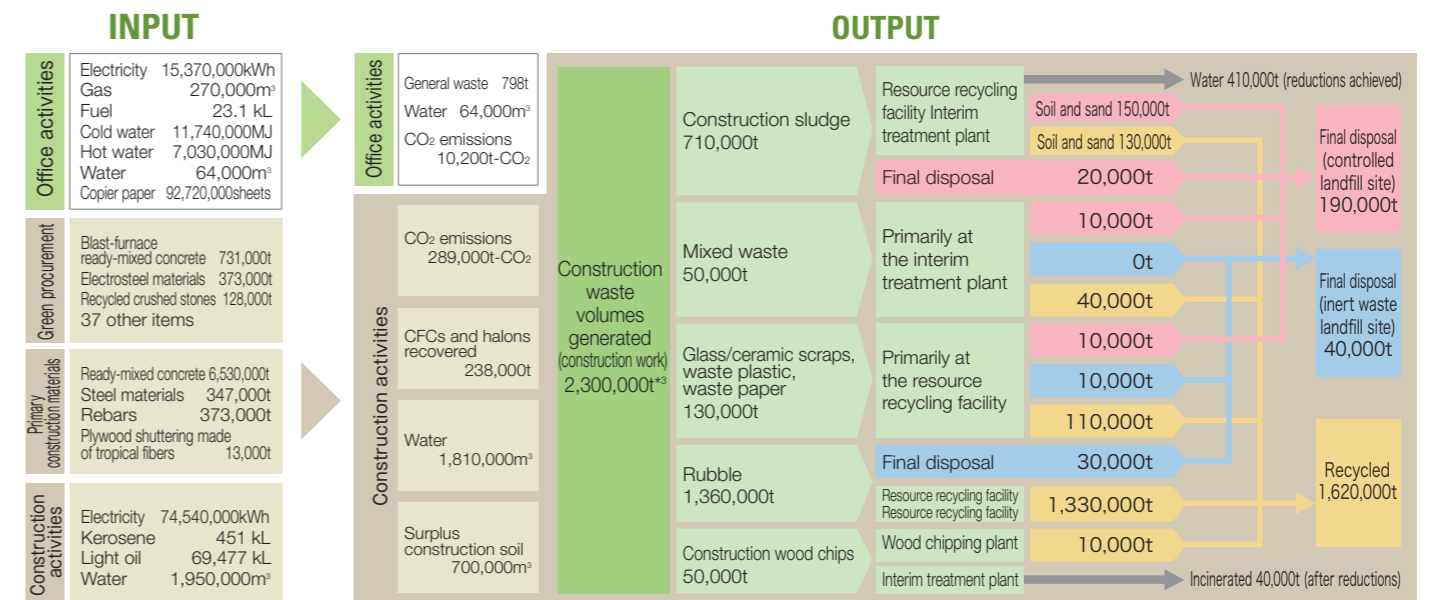 INPUT
OUTPUT
Office activities
Electricity 15,370,000kWh
Gas 270,000m³
Fuel 23.1 kL
Cold water 11,740,000MJ
Hot water 7,030,000MJ
Water 64,000m³
Copier paper 92,720,000sheets
Green procurement
Blast-furnace
ready-mixed concrete 731,000t
Electrosteel materials 373,000t
Recycled crushed stones 128,000t
37 other items
Primary
construction materials
Ready-mixed concrete 6,530,000t
Steel materials 347,000t
Rebars 373,000t
Plywood shuttering made
of tropical fibers 13,000t
Construction
activities
Electricity 74,540,000kWh
Kerosene 451 kL
Light oil 69,477 kL
Water 1,950,000m³
Office activities
General waste 798t
Water 64,000m³
CO₂ emissions
10,200t-CO₂
Construction activities
CO₂ emissions
289,000t-CO₂
CFCs and halons
recovered
238,000t
Water
1,810,000m³
Surplus
construction soil
700,000m³
Construction
waste
volumes
generated
(construction work)
2,300,000t*³
Construction sludge
710,000t
Mixed waste
50,000t
Glass/ceramic scraps,
waste plastic,
waste paper
130,000t
Rubble
1,360,000t
Construction wood chips
50,000t
Resource recycling
facility Interim
treatment plant
Water 410,000t (reductions achieved)
Soil and sand 150,000t
Soil and sand 130,000t
Final disposal 20,000t
Primarily at
the interim
treatment plant
10,000t
0t
40,000t
Primarily at
the resource
recycling facility
10,000t
10,000t
110,000t
Final disposal 30,000t
Resource recycling facility
Resource recycling facility
1,330,000t
Wood chipping plant 10,000t
Interim treatment plant
Incinerated 40,000t (after reductions)
Final disposal
(controlled
landfill site)
190,000t
Final disposal
(inert waste
landfill site)
40,000t
Recycled
1,620,000t